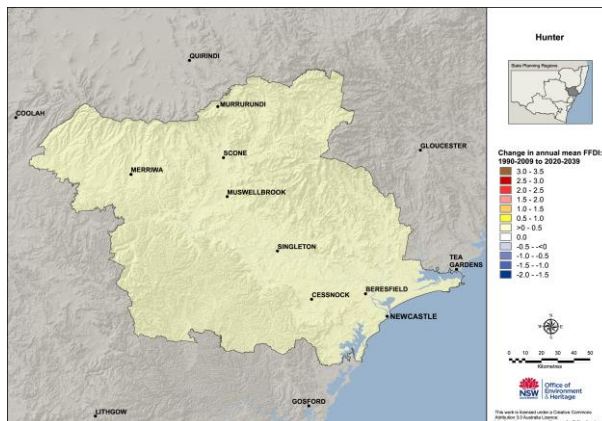 QUIRINDI
COOLAH
MURRURUNDI
SCONE
GLOUCESTER
MERRIWA
MUSWELLBROOK
SINGLETON
TEA
GARDENS
CESSNOCK
BERESFIELD
NEWCASTLE
GOSFORD
LITHGOW
Hunter
State Planning Regions
Change in annual mean FFDI:
1990-2009 to 2020-2039
3.0 - 3.5
2.5 - 3.0
2.0 - 2.5
1.5 - 2.0
1.0 - 1.5
0.5 - 1.0
>0 - 0.5
0.0
-0.5 - -<0
-1.0 - -0.5
-1.5 - -1.0
-2.0 - -1.5
0 10 20 30 40 50
Kilometres
NSW
Office of
Environment
& Heritage
This work is licensed under a Creative Commons
Attribution 3.0 Australia Licence: